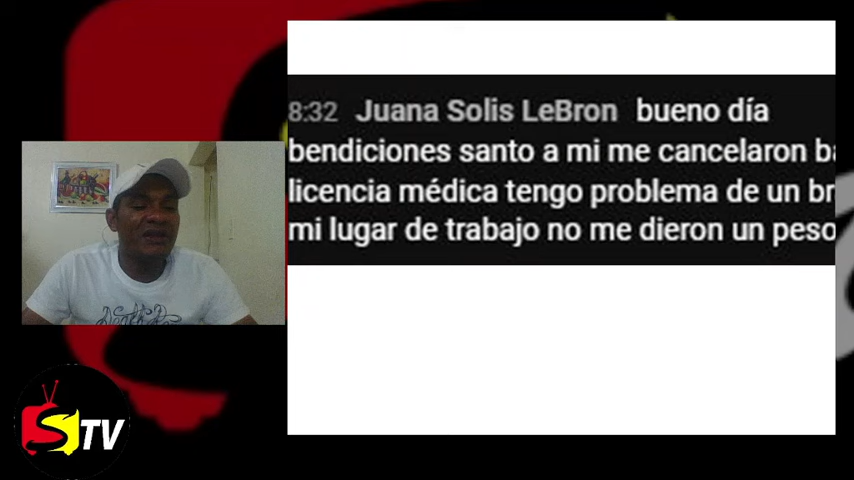 8:32 Juana Solis LeBron bueno día
bendiciones santo a mi me cancelaron
licencia médica tengo problema de un
mi lugar de trabajo no me dieron un peso
STV